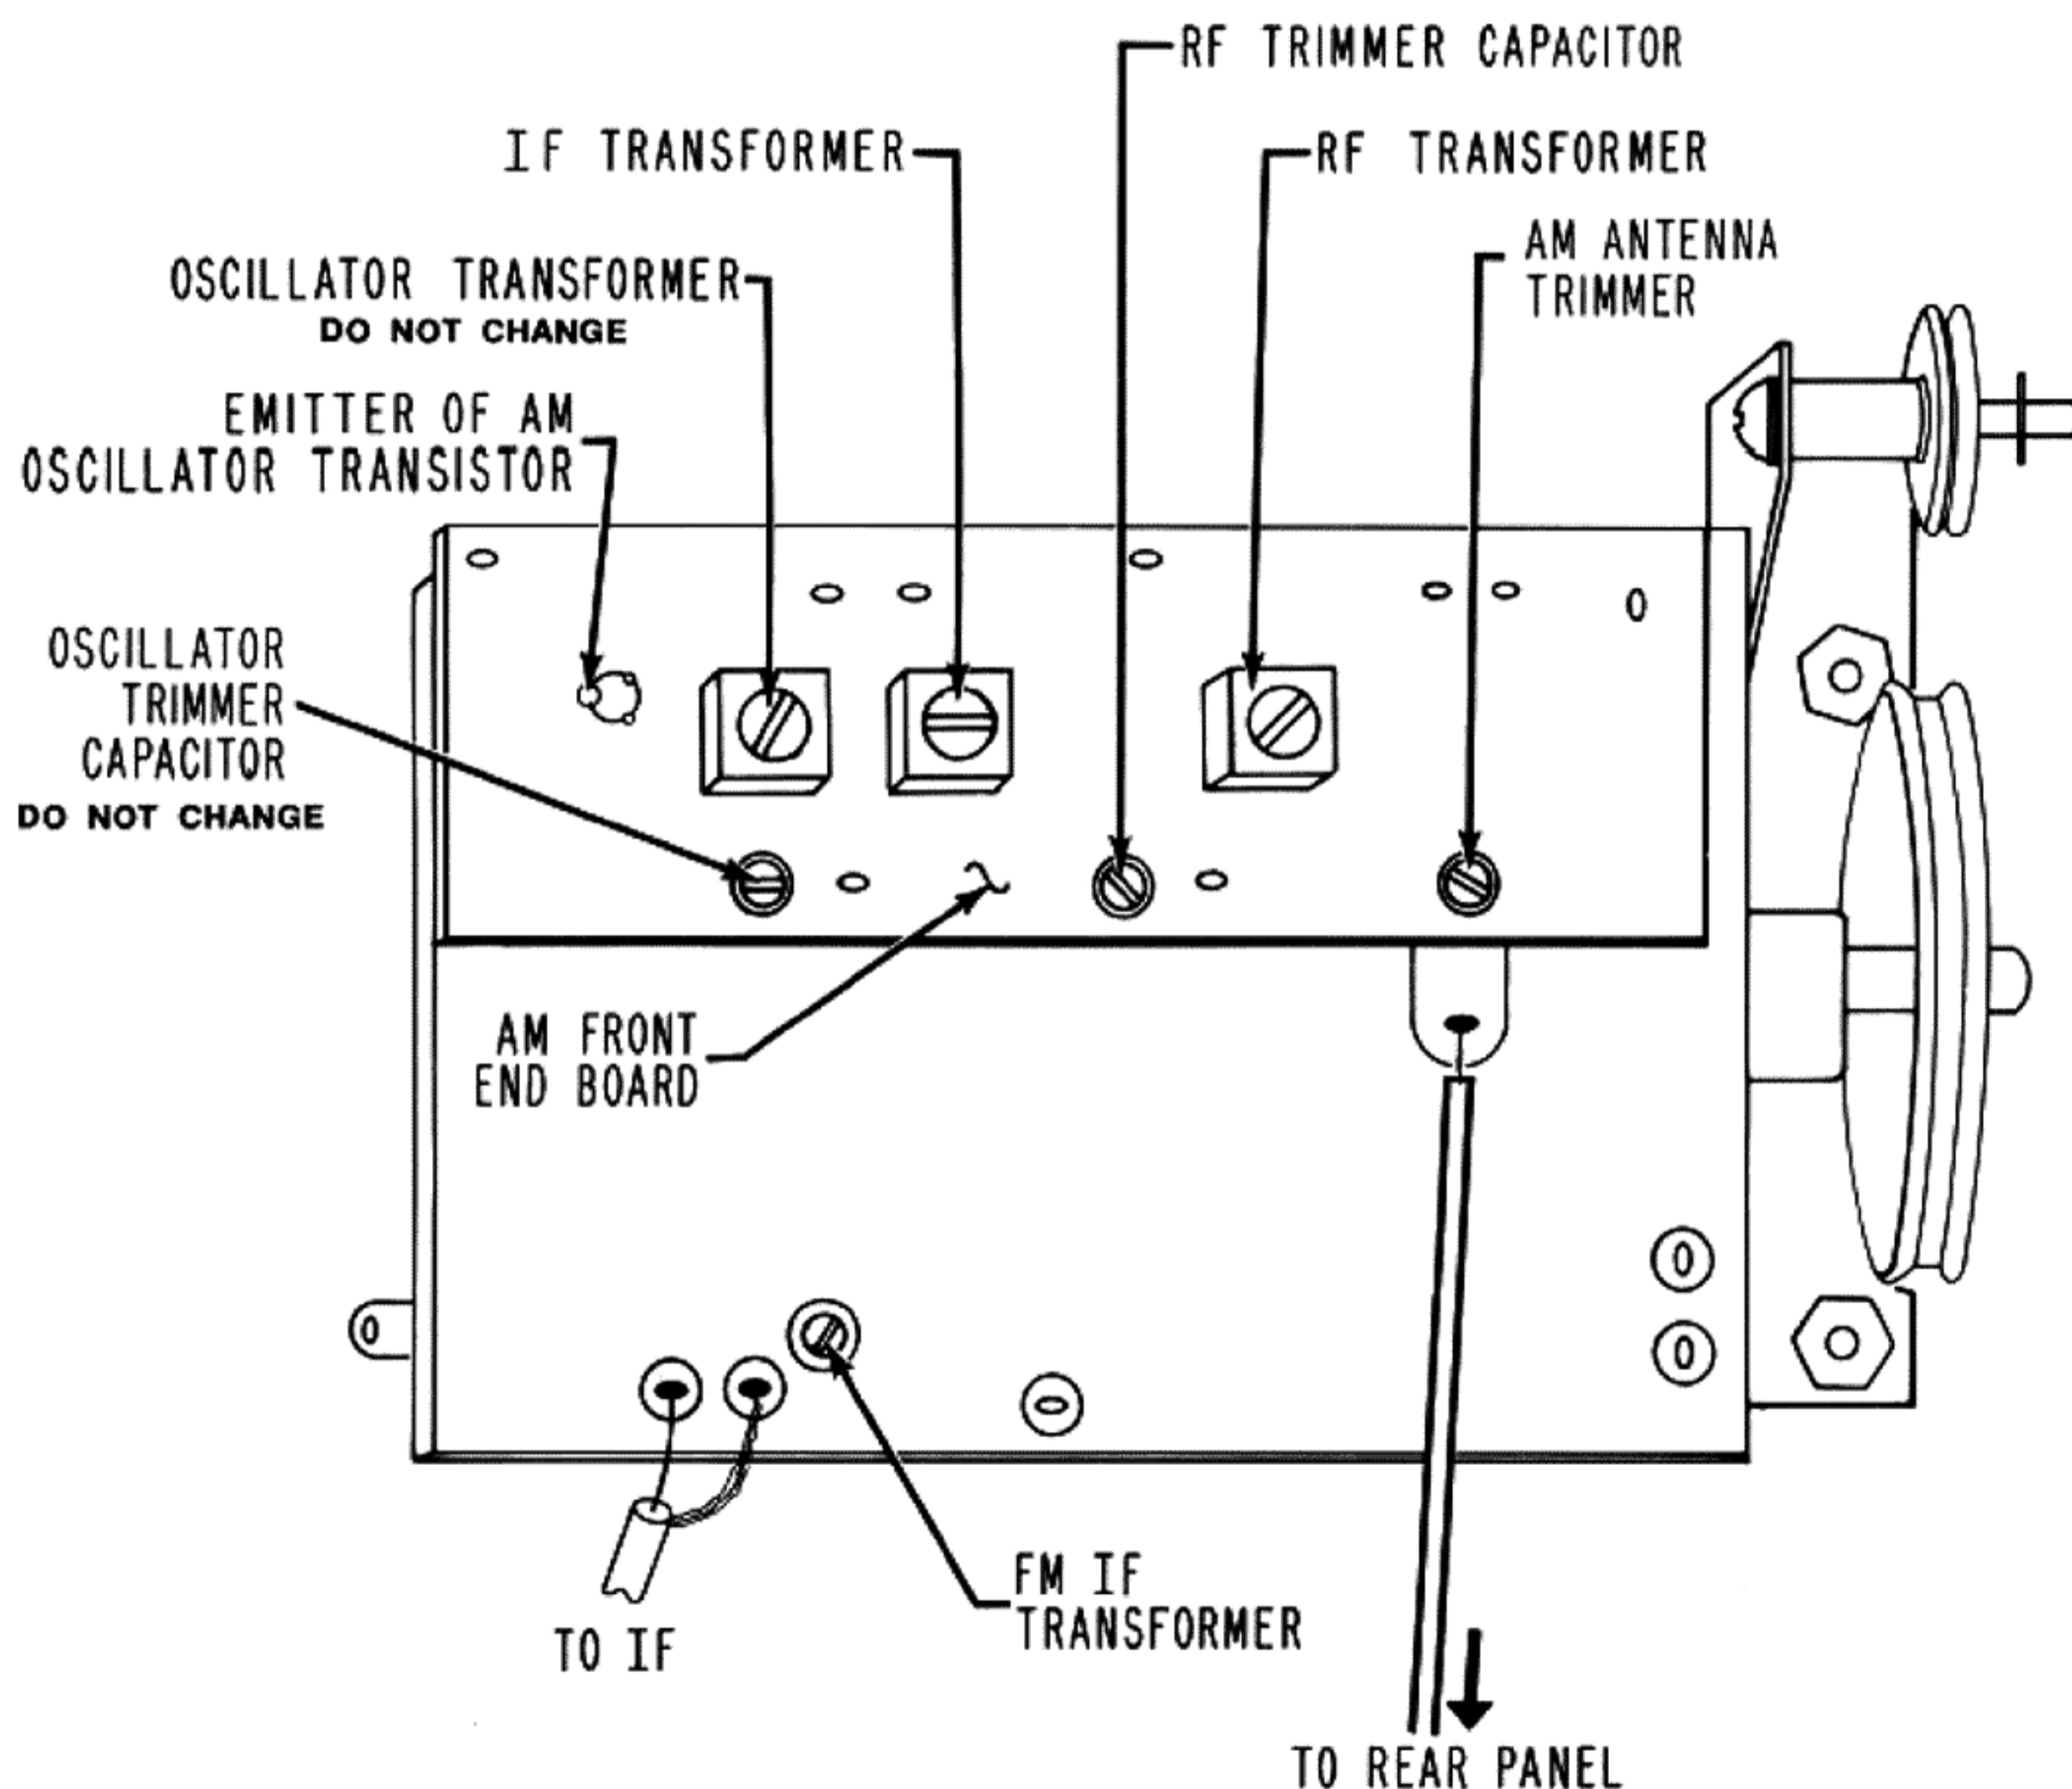 RF TRIMMER CAPACITOR
IF TRANSFORMER
RF TRANSFORMER
AM ANTENNA
TRIMMER
OSCILLATOR TRANSFORMER
DO NOT CHANGE
EMITTER OF AM
OSCILLATOR TRANSISTOR
OSCILLATOR
TRIMMER
CAPACITOR
DO NOT CHANGE
AM FRONT
END BOARD
FM IF
TRANSFORMER
TO IF
TO REAR PANEL